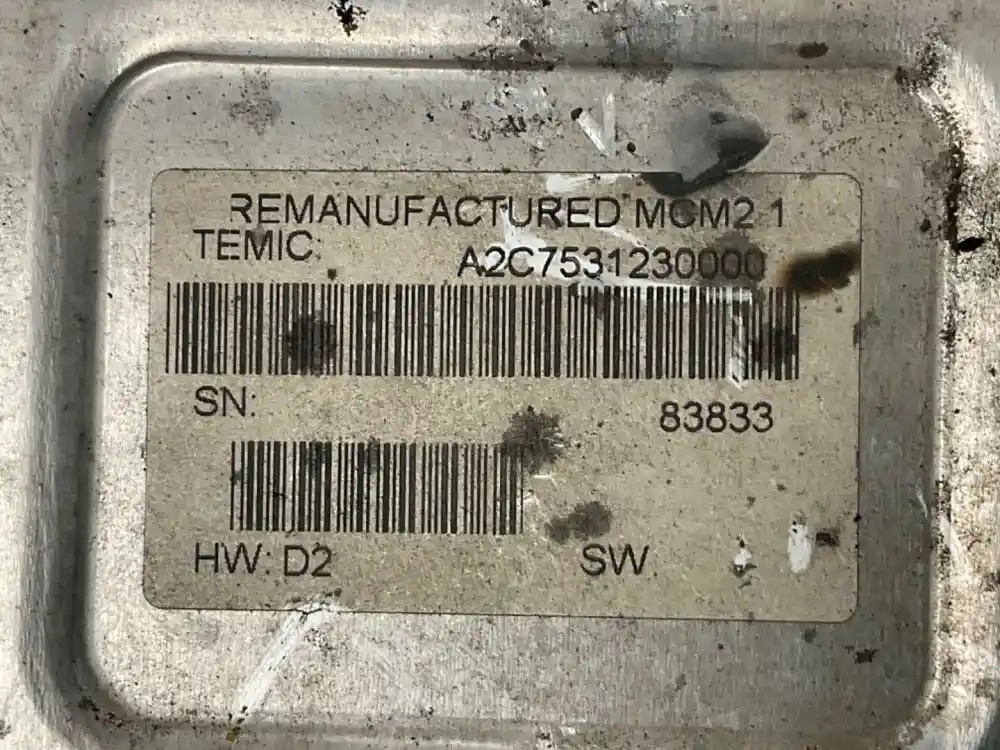 REMANUFACTURED MCM2 1
TEMIC: A2C7531230000
SN: 83833
HW: D2 SW